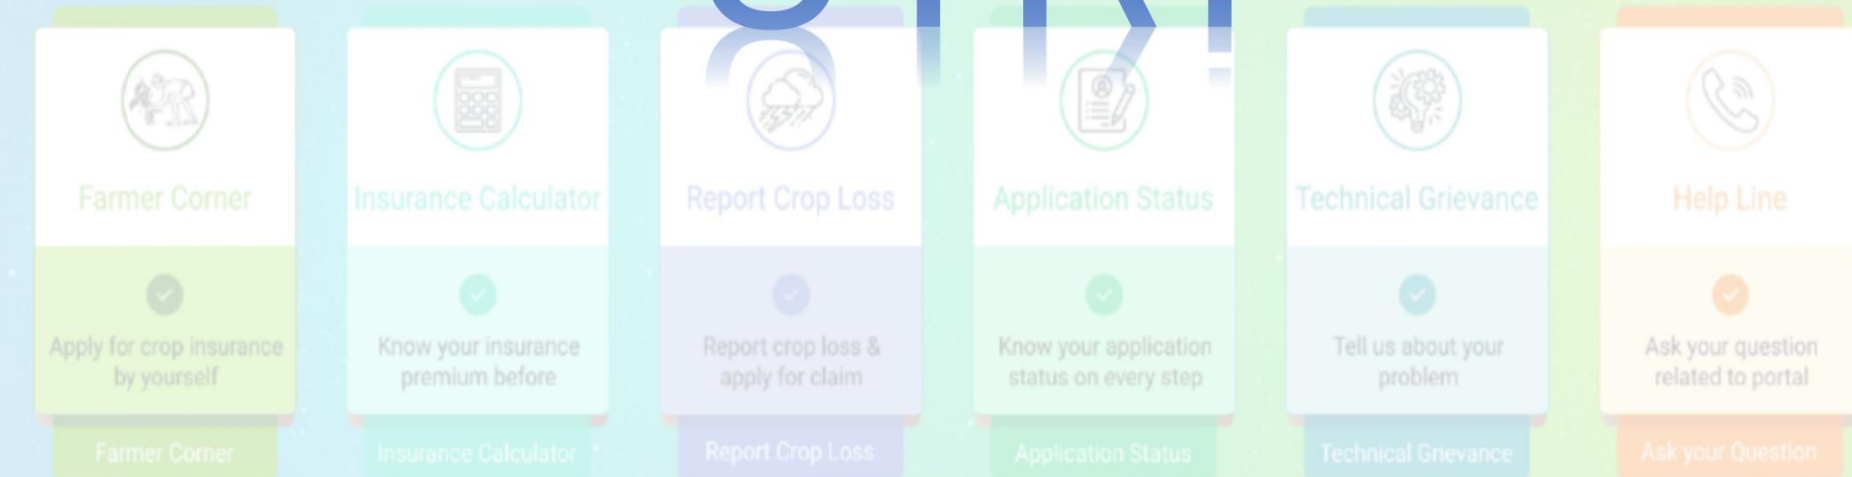 Farmer Corner
Insurance Calculator
Report Crop Loss
Application Status
Technical Grievance
Help Line
Apply for crop insurance
by yourself
Know your insurance
premium before
Report crop loss &
apply for claim
Know your application
status on every step
Tell us about your
problem
Ask your question
related to portal
Farmer Corner
Insurance Calculator
Report Crop Loss
Application Status
Technical Grievance
Ask your Question